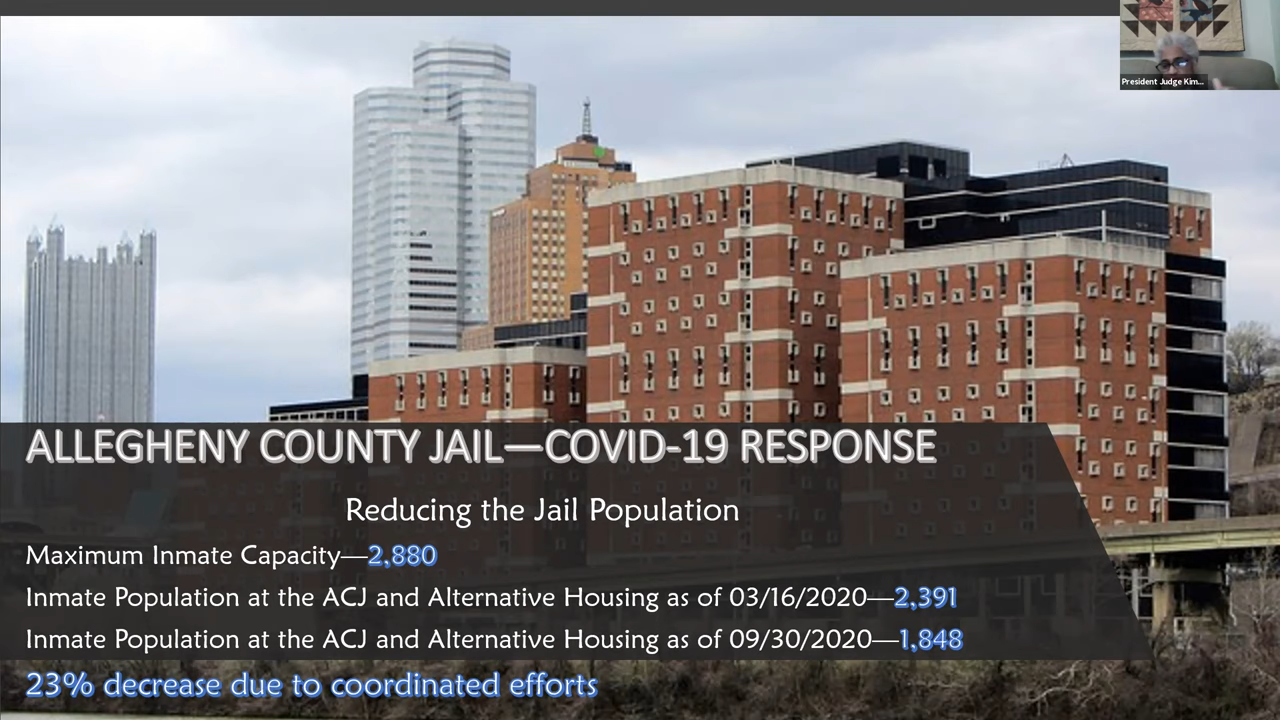 President Judge Kim...
ALLEGHENY COUNTY JAIL—COVID-19 RESPONSE
Reducing the Jail Population
Maximum Inmate Capacity—2,880
Inmate Population at the ACJ and Alternative Housing as of 03/16/2020—2,391
Inmate Population at the ACJ and Alternative Housing as of 09/30/2020—1,848
23% decrease due to coordinated efforts